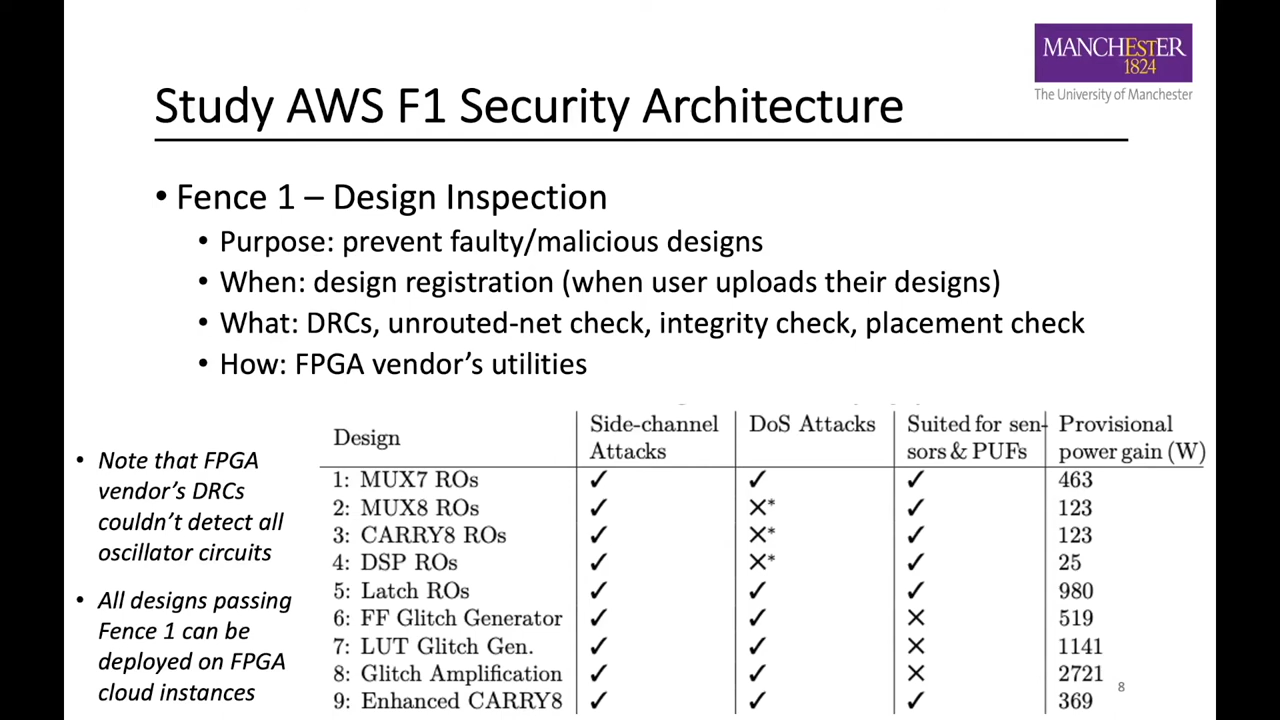 MANCHESTER
1824
The University of Manchester
Study AWS F1 Security Architecture
• Fence 1 – Design Inspection
• Purpose: prevent faulty/malicious designs
• When: design registration (when user uploads their designs)
• What: DRCs, unrouted-net check, integrity check, placement check
• How: FPGA vendor's utilities
• Note that FPGA
vendor's DRCs
couldn't detect all
oscillator circuits
• All designs passing
Fence 1 can be
deployed on FPGA
cloud instances
Design Side-channel Attacks DoS Attacks Suited for sensors & PUFs Provisional power gain (W)
1: MUX7 ROs ✓ ✓ ✓ 463
2: MUX8 ROs ✓ ✕* ✓ 123
3: CARRY8 ROs ✓ ✕* ✓ 123
4: DSP ROs ✓ ✕* ✓ 25
5: Latch ROs ✓ ✓ ✓ 980
6: FF Glitch Generator ✓ ✓ ✕ 519
7: LUT Glitch Gen. ✓ ✓ ✕ 1141
8: Glitch Amplification ✓ ✓ ✕ 2721
9: Enhanced CARRY8 ✓ ✓ ✓ 369
8